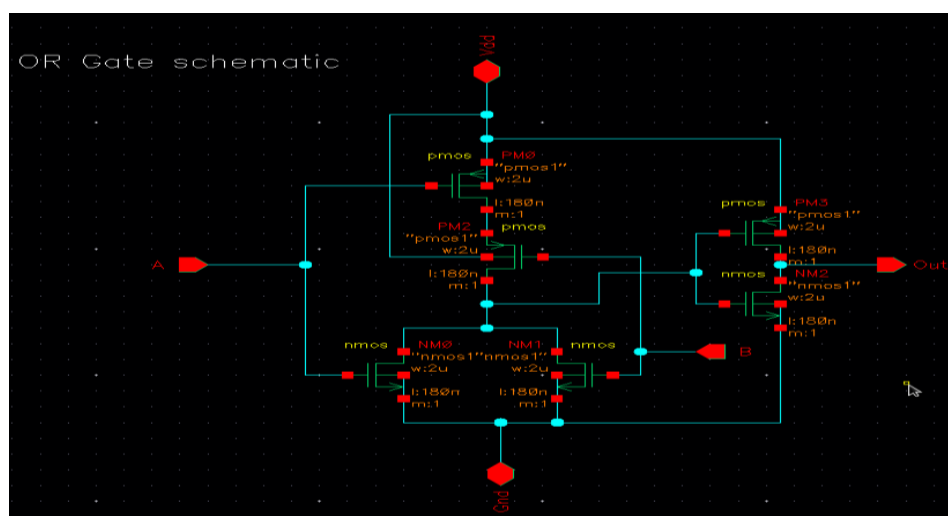 OR Gate schematic
Vdd
pmos PM0
"pmos1"
w:2u
l:180n
m:1
PM2 pmos
"pmos1"
w:2u
l:180n
m:1
pmos PM3
"pmos1"
w:2u
l:180n
m:1
A
Out
nmos NM2
"nmos1"
w:2u
l:180n
m:1
nmos NM0
"nmos1"
w:2u
l:180n
m:1
NM1 nmos
"nmos1"
w:2u
l:180n
m:1
B
Gnd